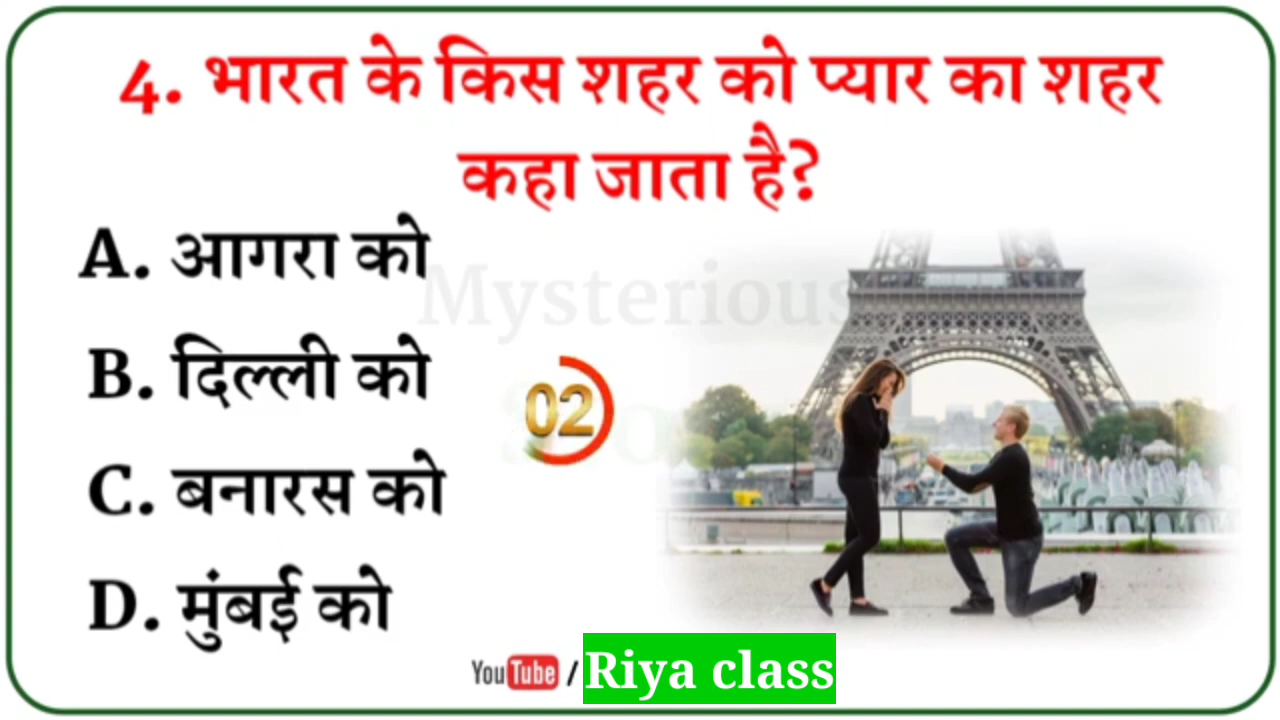 4. भारत के किस शहर को प्यार का शहर
कहा जाता है?
A. आगरा को
B. दिल्ली को
C. बनारस को
D. मुंबई को
Mysterious
02
YouTube / Riya class